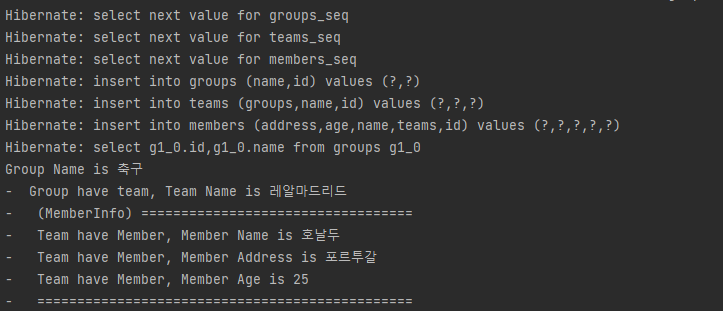 Hibernate: select next value for groups_seq
Hibernate: select next value for teams_seq
Hibernate: select next value for members_seq
Hibernate: insert into groups (name,id) values (?,?)
Hibernate: insert into teams (groups,name,id) values (?,?,?)
Hibernate: insert into members (address,age,name,teams,id) values (?,?,?,?,?)
Hibernate: select g1_0.id,g1_0.name from groups g1_0
Group Name is 축구
-  Group have team, Team Name is 레알마드리드
-   (MemberInfo) ==================================
-   Team have Member, Member Name is 호날두
-   Team have Member, Member Address is 포르투갈
-   Team have Member, Member Age is 25
-   ===============================================